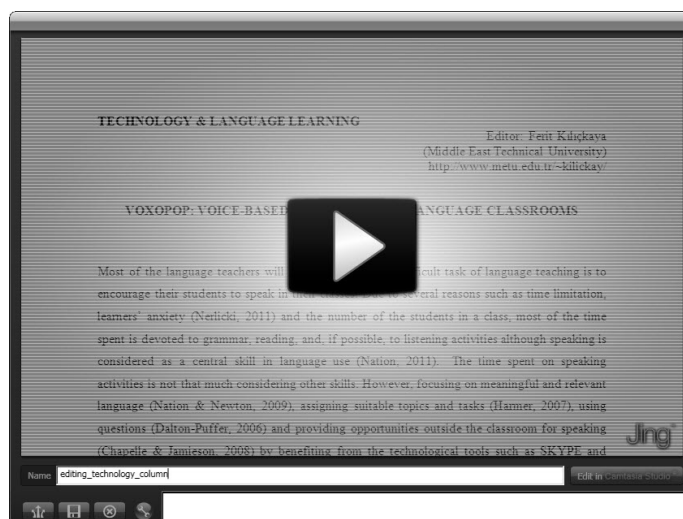 TECHNOLOGY & LANGUAGE LEARNING
Editor: Ferit Kılıçkaya
(Middle East Technical University)
http://www.metu.edu.tr/~kilickay/
VOXOPOP: VOICE-BASED ANGUAGE CLASSROOMS
Most of the language teachers will icult task of language teaching is to
encourage their students to speak in several reasons such as time limitation,
learners' anxiety (Nerlicki, 2011) and the number of the students in a class, most of the time
spent is devoted to grammar, reading, and, if possible, to listening activities although speaking is
considered as a central skill in language use (Nation, 2011). The time spent on speaking
activities is not that much considering other skills. However, focusing on meaningful and relevant
language (Nation & Newton, 2009), assigning suitable topics and tasks (Harmer, 2007), using
questions (Dalton-Puffer, 2006) and providing opportunities outside the classroom for speaking
(Chapelle & Jamieson, 2008) by benefiting from the technological tools such as SKYPE and
Jing
Name editing_technology_column Edit in Camtasia Studio